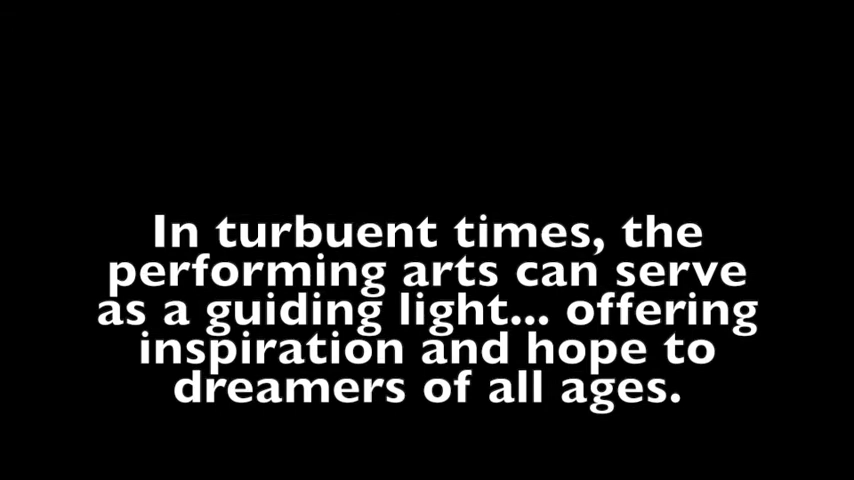 In turbuent times, the
performing arts can serve
as a guiding light... offering
inspiration and hope to
dreamers of all ages.